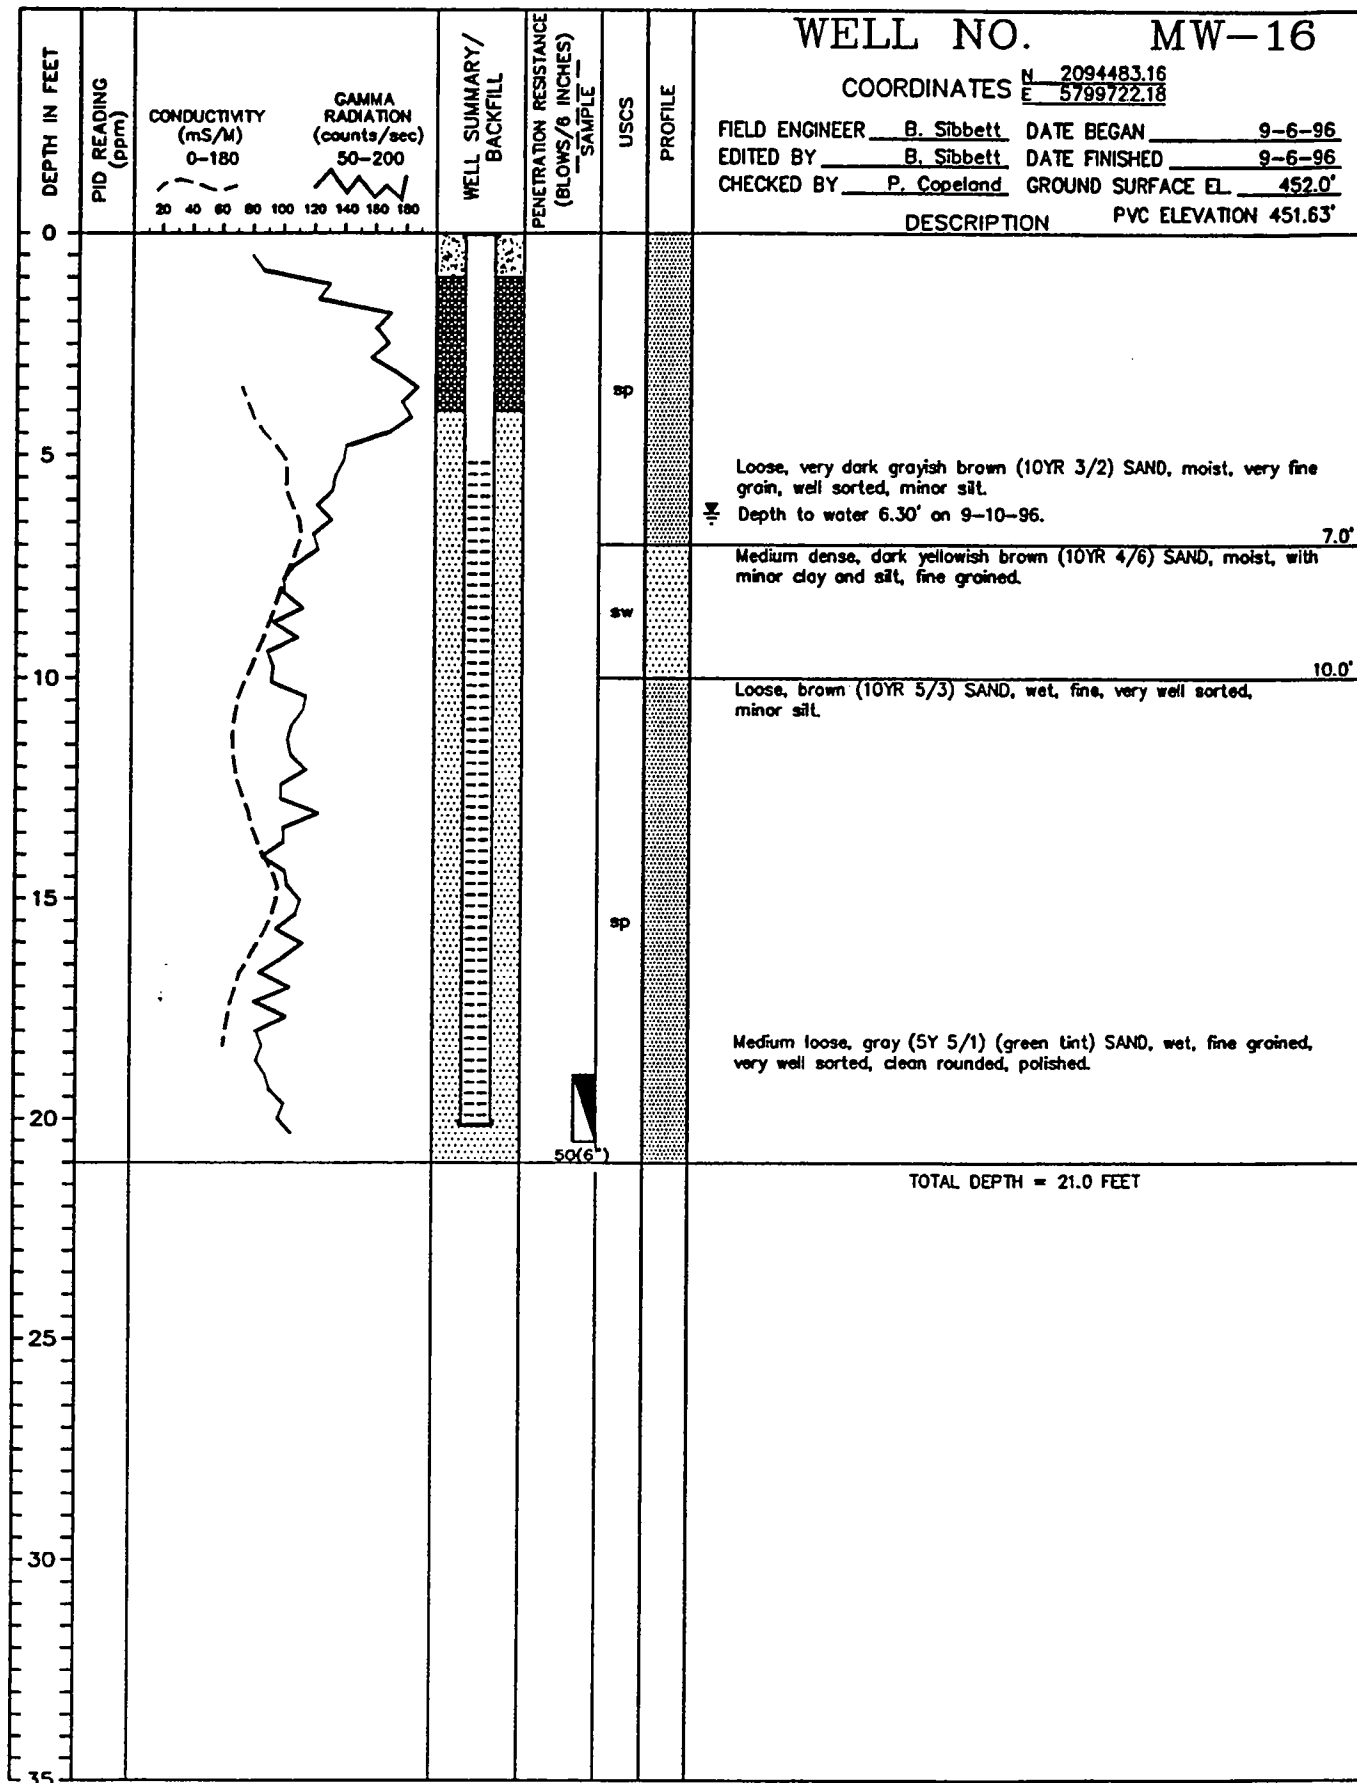 WELL NO. MW-16
COORDINATES N 2094483.16
E 5799722.18
FIELD ENGINEER B. Sibbett DATE BEGAN 9-6-96
EDITED BY B. Sibbett DATE FINISHED 9-6-96
CHECKED BY P. Copeland GROUND SURFACE EL. 452.0'
DESCRIPTION PVC ELEVATION 451.63'
DEPTH IN FEET
PID READING
(ppm)
CONDUCTIVITY
(mS/M)
0-180
GAMMA
RADIATION
(counts/sec)
50-200
20 40 60 80 100 120 140 160 180
WELL SUMMARY/
BACKFILL
PENETRATION RESISTANCE
(BLOWS/6 INCHES)
SAMPLE
USCS
PROFILE
0
sp
5
Loose, very dark grayish brown (10YR 3/2) SAND, moist, very fine
grain, well sorted, minor silt.
Depth to water 6.30' on 9-10-96.
7.0'
Medium dense, dark yellowish brown (10YR 4/6) SAND, moist, with
minor clay and silt, fine grained.
sw
10
10.0'
Loose, brown (10YR 5/3) SAND, wet, fine, very well sorted,
minor silt.
15
sp
Medium loose, gray (5Y 5/1) (green tint) SAND, wet, fine grained,
very well sorted, clean rounded, polished.
20
50(6")
TOTAL DEPTH = 21.0 FEET
25
30
35